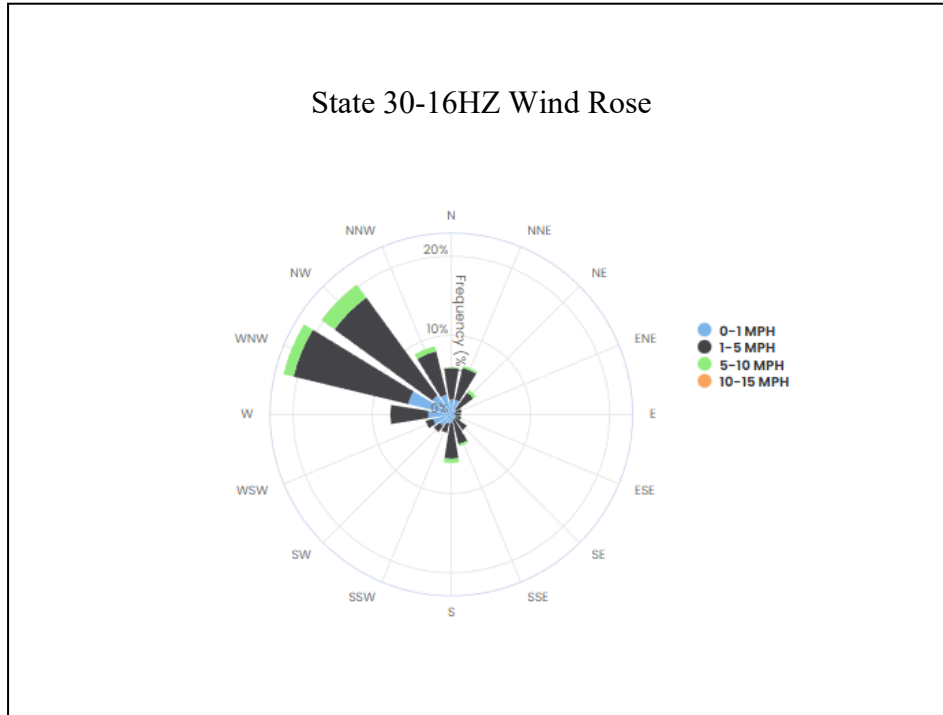 State 30-16HZ Wind Rose
N
NNE
NE
ENE
E
ESE
SE
SSE
S
SSW
SW
WSW
W
WNW
NW
NNW
20%
10%
0%
Frequency (%
0-1 MPH
1-5 MPH
5-10 MPH
10-15 MPH